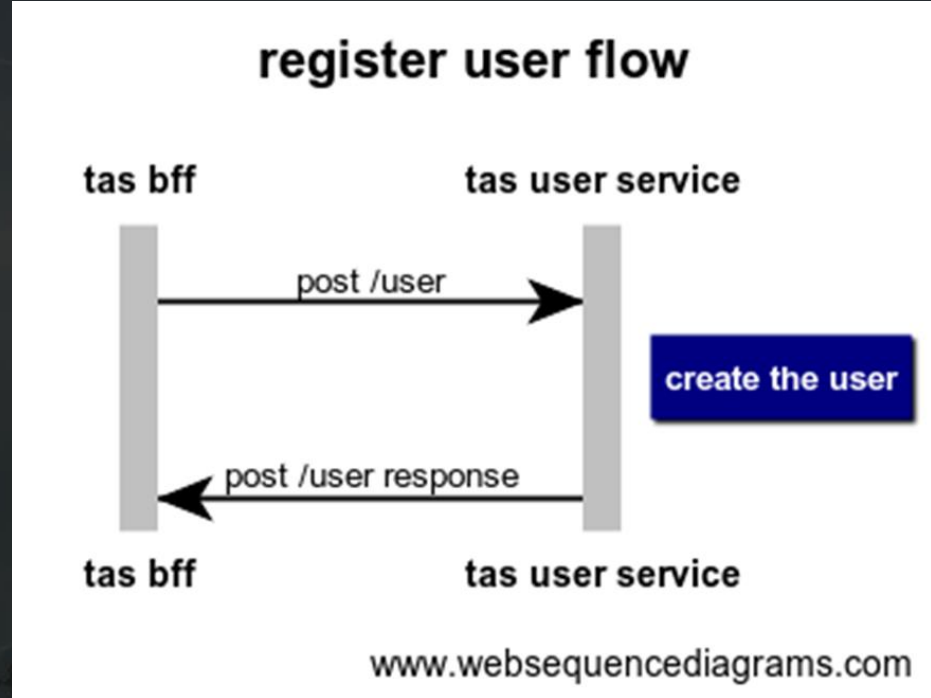 register user flow
tas bff
tas user service
post /user
create the user
post /user response
tas bff
tas user service
www.websequencediagrams.com